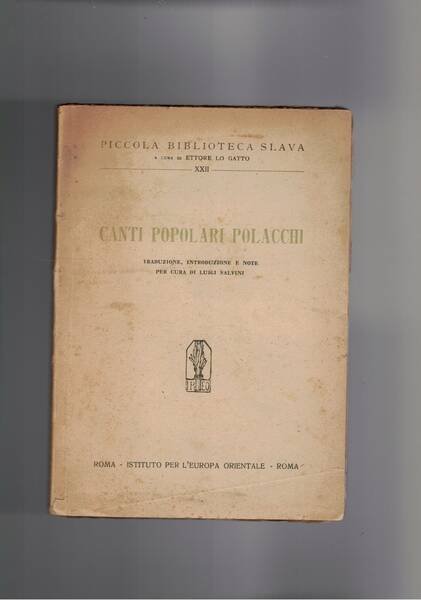 PICCOLA BIBLIOTECA SLAVA
A CURA DI ETTORE LO GATTO
XXII
CANTI POPOLARI POLACCHI
TRADUZIONE, INTRODUZIONE E NOTE
PER CURA DI LUIGI SALVINI
ROMA - ISTITUTO PER L'EUROPA ORIENTALE - ROMA